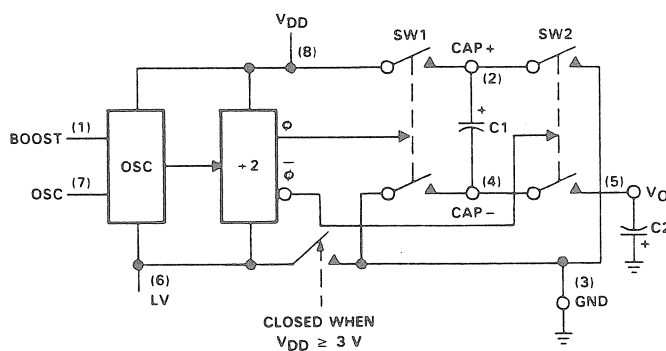 VDD
(8)
SW1
CAP+
SW2
(2)
(1)
BOOST
φ
+
C1
OSC
÷2
(7)
OSC
φ̅
(4)
(5)
VO
CAP−
C2
+
(6)
LV
(3)
GND
CLOSED WHEN
VDD ≥ 3 V